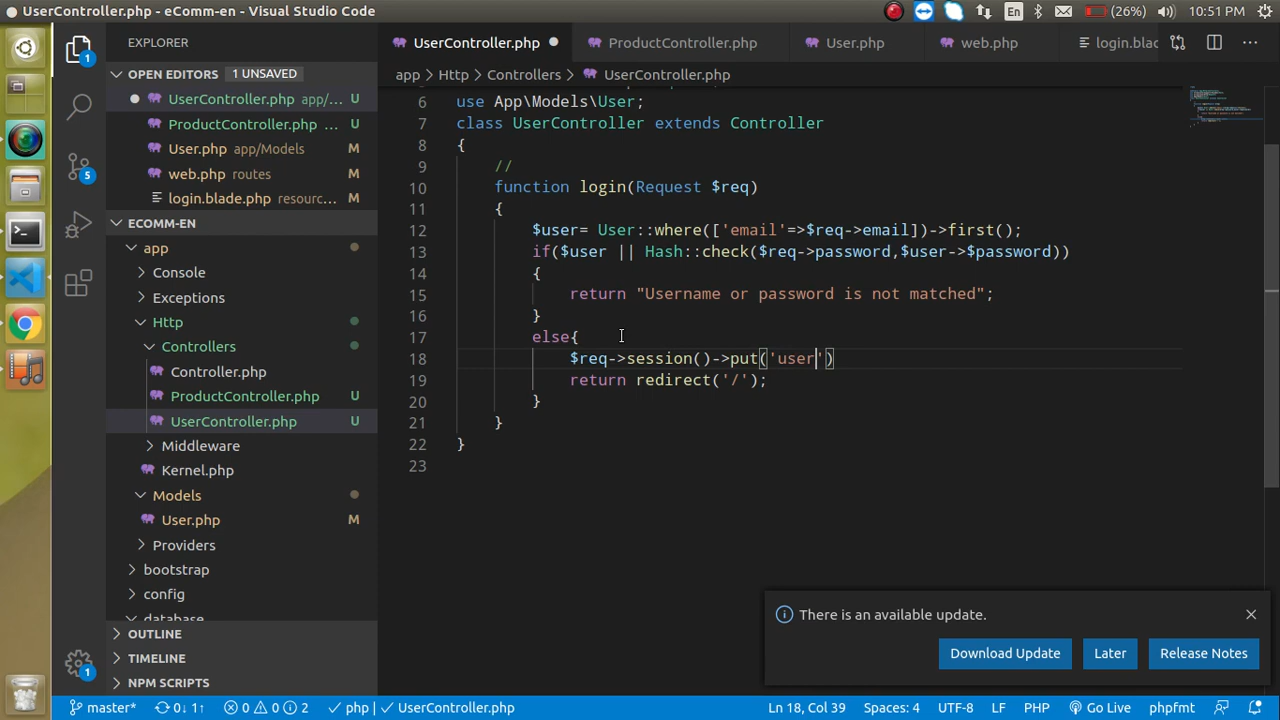 UserController.php - eComm-en - Visual Studio Code
En
(26%)
10:51 PM
EXPLORER
UserController.php
ProductController.php
User.php
web.php
login.blac
1
OPEN EDITORS
1 UNSAVED
app > Http > Controllers > UserController.php
UserController.php app/...
ProductController.php ...
User.php app/Models M
web.php routes M
login.blade.php resourc... M
5
ECOMM-EN
app
Console
Exceptions
Http
Controllers
Controller.php
ProductController.php U
UserController.php U
Middleware
Kernel.php
Models
User.php M
Providers
bootstrap
config
database
OUTLINE
TIMELINE
NPM SCRIPTS
1
6 use App\Models\User;
7 class UserController extends Controller
8 {
9 //
10 function login(Request $req)
11 {
12 $user= User::where(['email'=>$req->email])->first();
13 if($user || Hash::check($req->password,$user->$password))
14 {
15 return "Username or password is not matched";
16 }
17 else{
18 $req->session()->put('user')
19 return redirect('/');
20 }
21 }
22 }
23
There is an available update.
Download Update
Later
Release Notes
master*
0↓ 1↑
0
0
2
php
UserController.php
Ln 18, Col 39
Spaces: 4
UTF-8
LF
PHP
Go Live
phpfmt